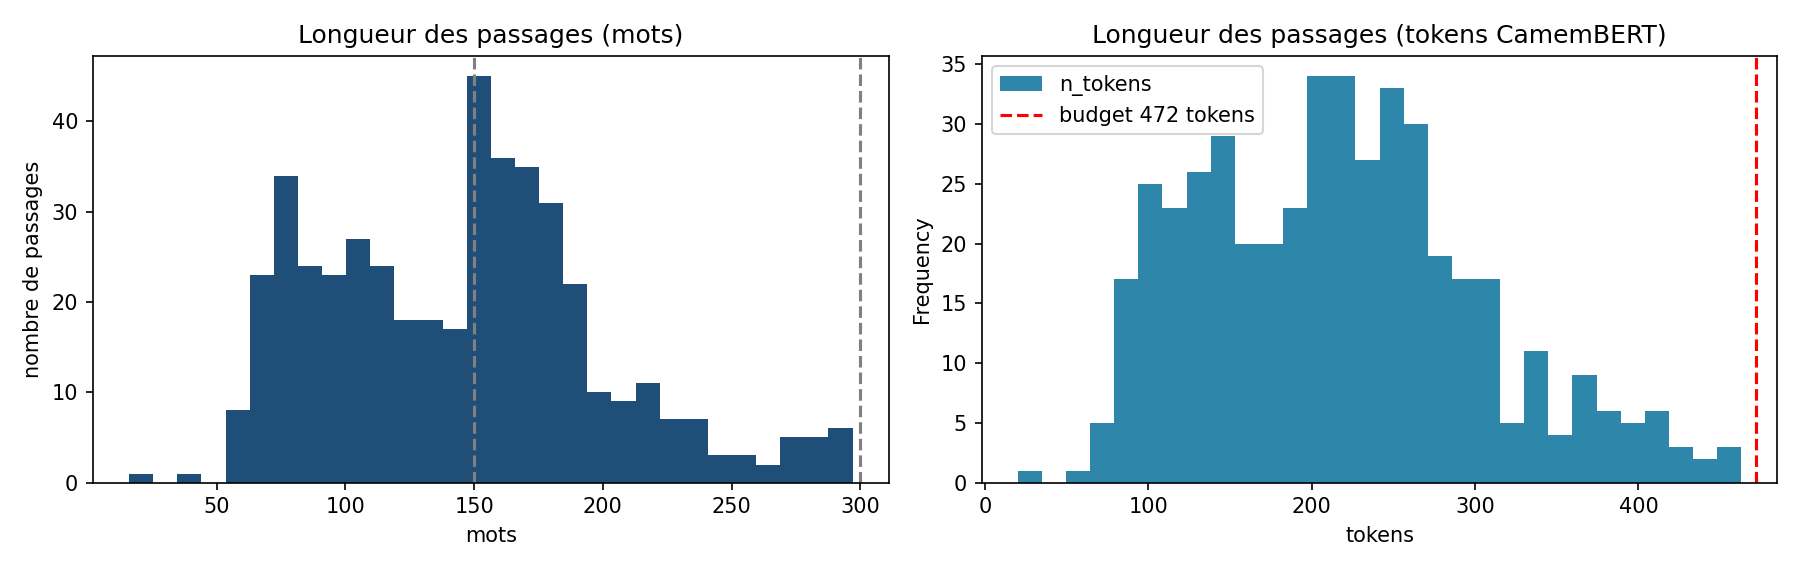 Longueur des passages (mots)
nombre de passages
40
30
20
10
0
50 100 150 200 250 300
mots
Longueur des passages (tokens CamemBERT)
n_tokens
budget 472 tokens
Frequency
35
30
25
20
15
10
5
0
0 100 200 300 400
tokens